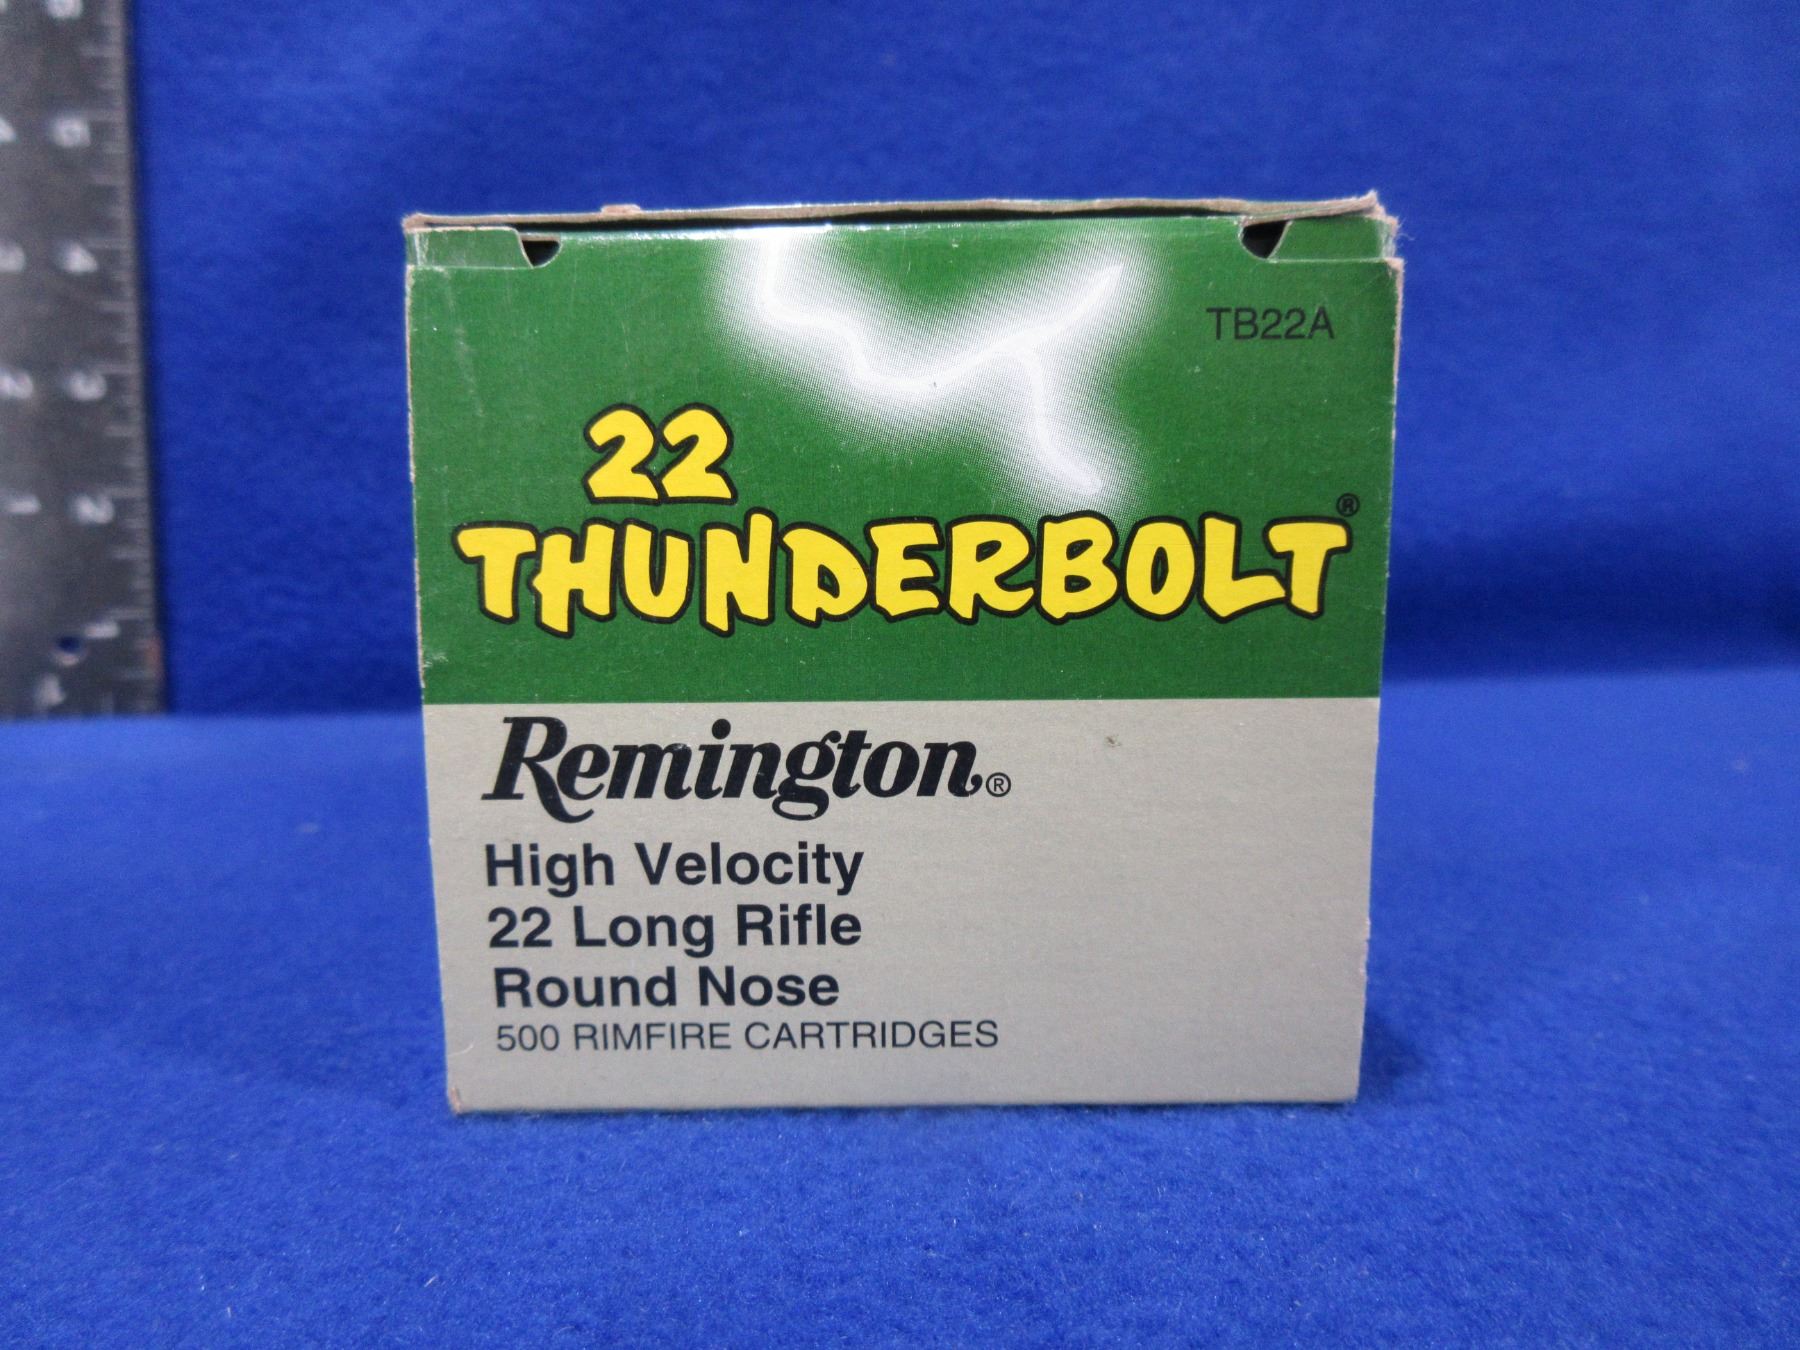 TB22A
22
THUNDERBOLT®
Remington®
High Velocity
22 Long Rifle
Round Nose
500 RIMFIRE CARTRIDGES